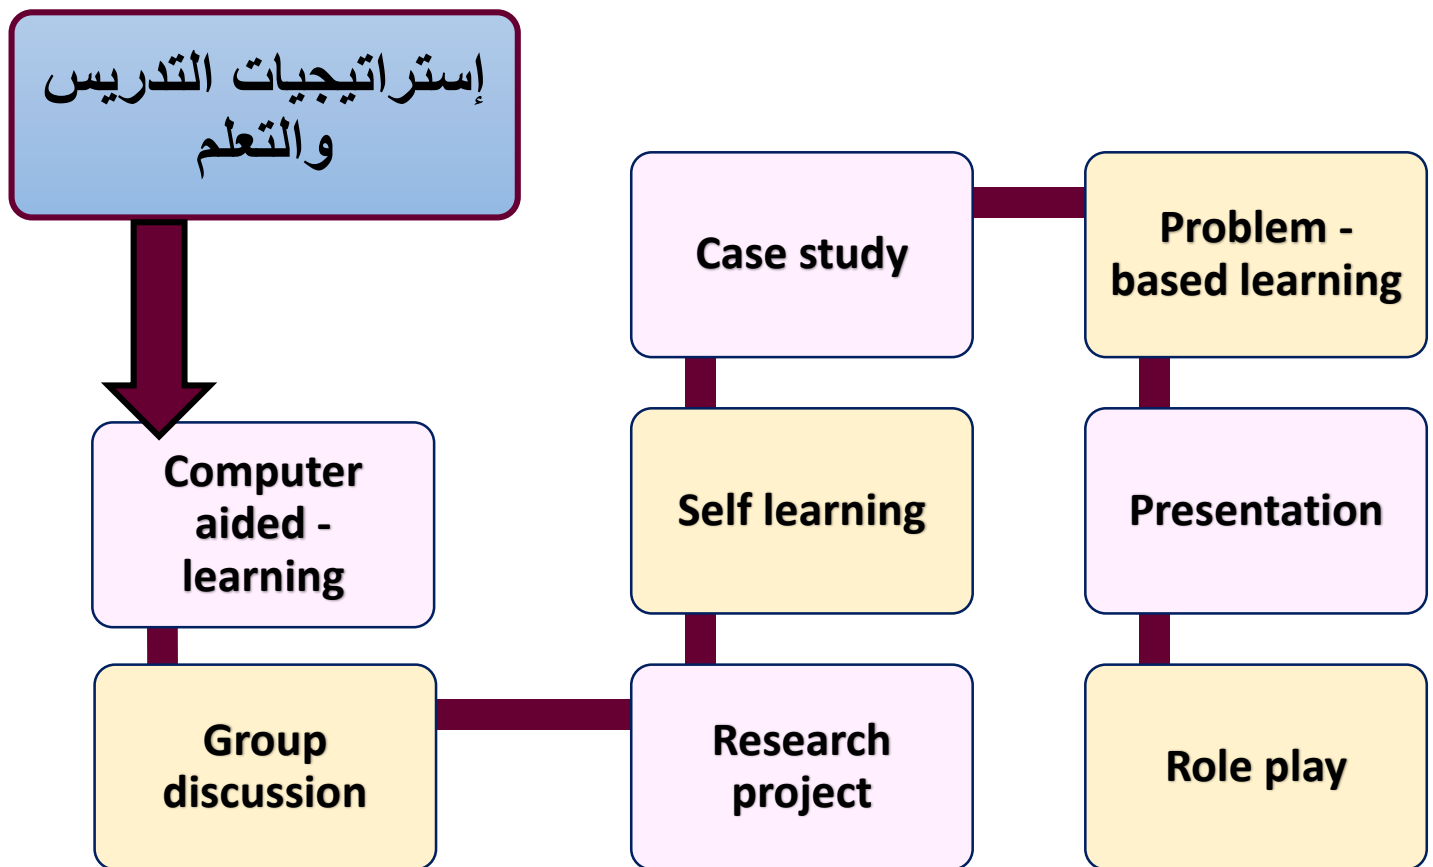 إستراتيجيات التدريس
والتعلم
Computer
aided -
learning
Group
discussion
Research
project
Self learning
Case study
Problem -
based learning
Presentation
Role play